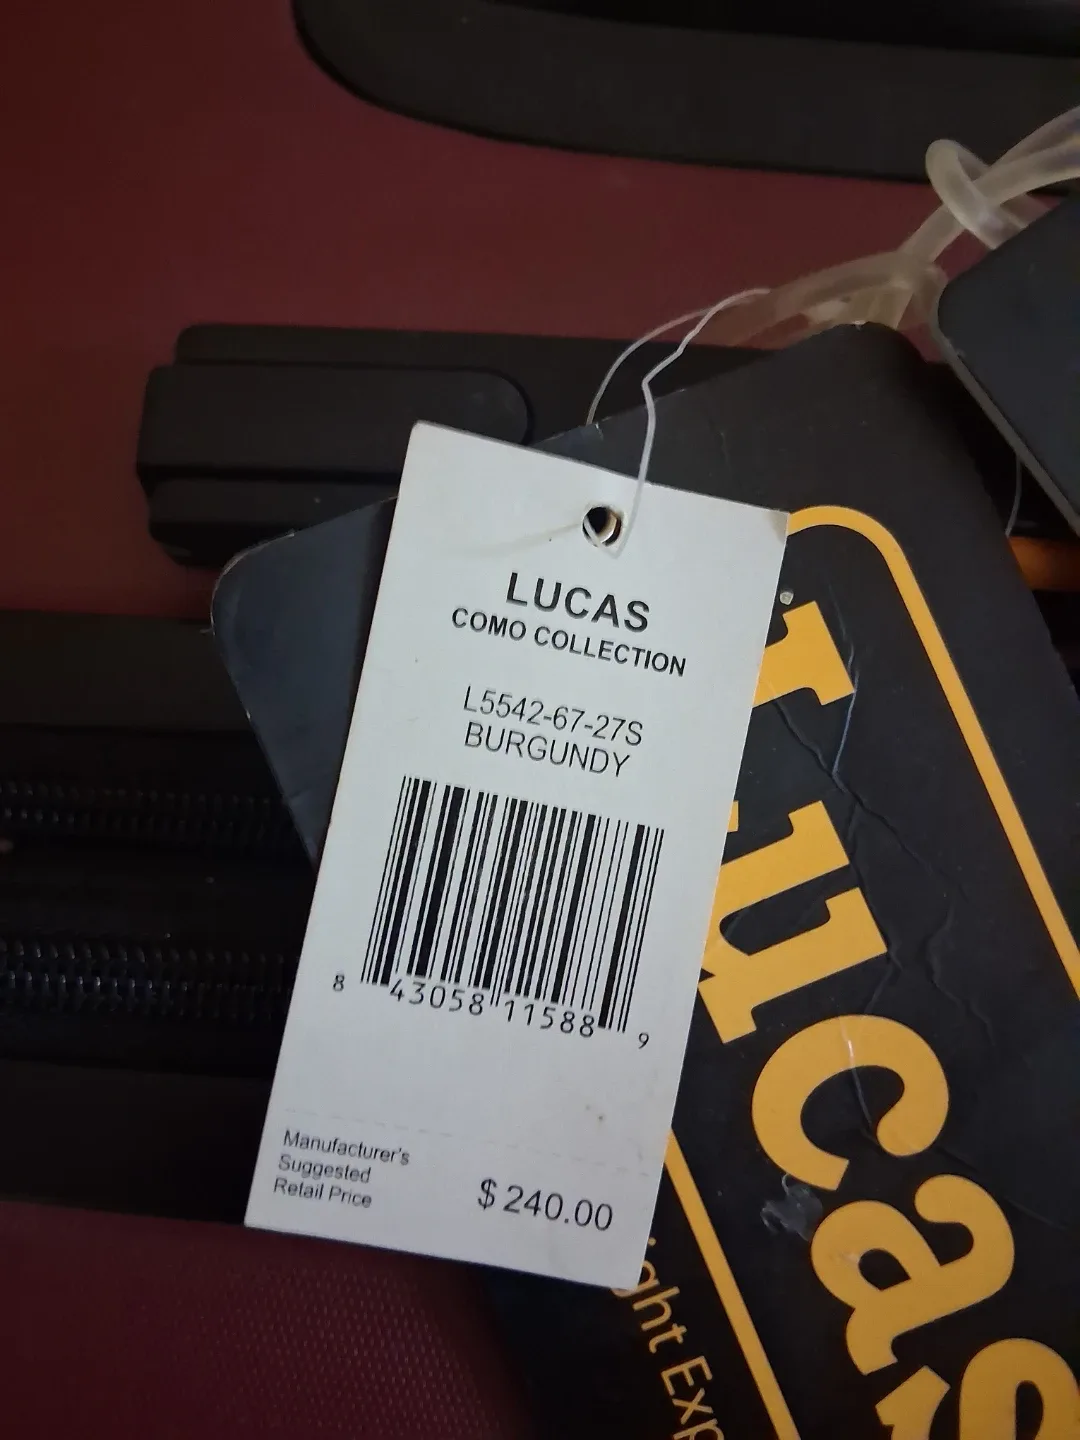 LUCAS
COMO COLLECTION
L5542-67-27S
BURGUNDY
8 43058 11588 9
Manufacturer's
Suggested
Retail Price
$240.00
Lucas